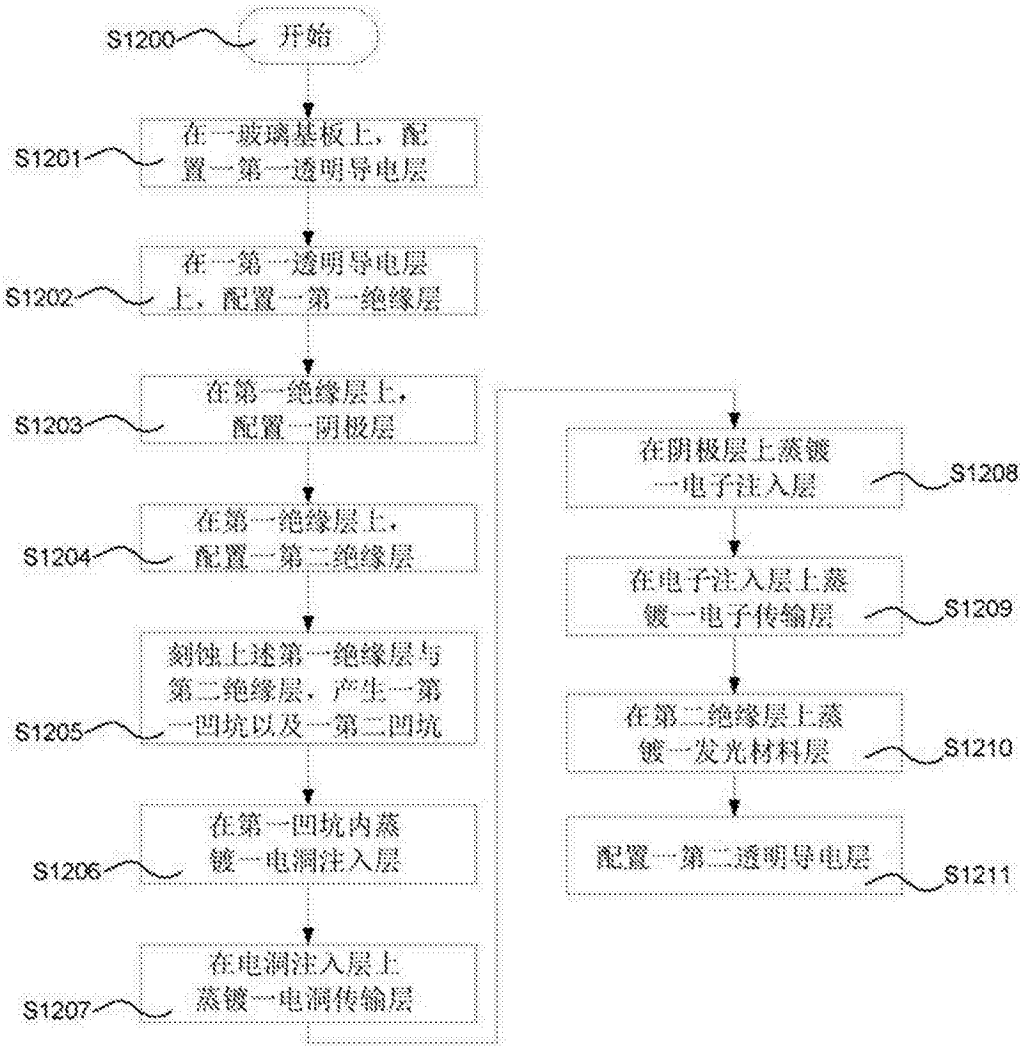 S1200
开始
S1201
在一玻璃基板上，配
置一第一透明导电层
S1202
在一第一透明导电层
上，配置一第一绝缘层
S1203
在第一绝缘层上，
配置一阴极层
S1204
在第一绝缘层上，
配置一第二绝缘层
S1205
刻蚀上述第一绝缘层与
第二绝缘层，产生一第
一凹坑以及一第二凹坑
S1206
在第一凹坑内蒸
镀一电洞注入层
S1207
在电洞注入层上
蒸镀一电洞传输层
在阴极层上蒸镀
一电子注入层
S1208
在电子注入层上蒸
镀一电子传输层
S1209
在第二绝缘层上蒸
镀一发光材料层
S1210
配置一第二透明导电层
S1211